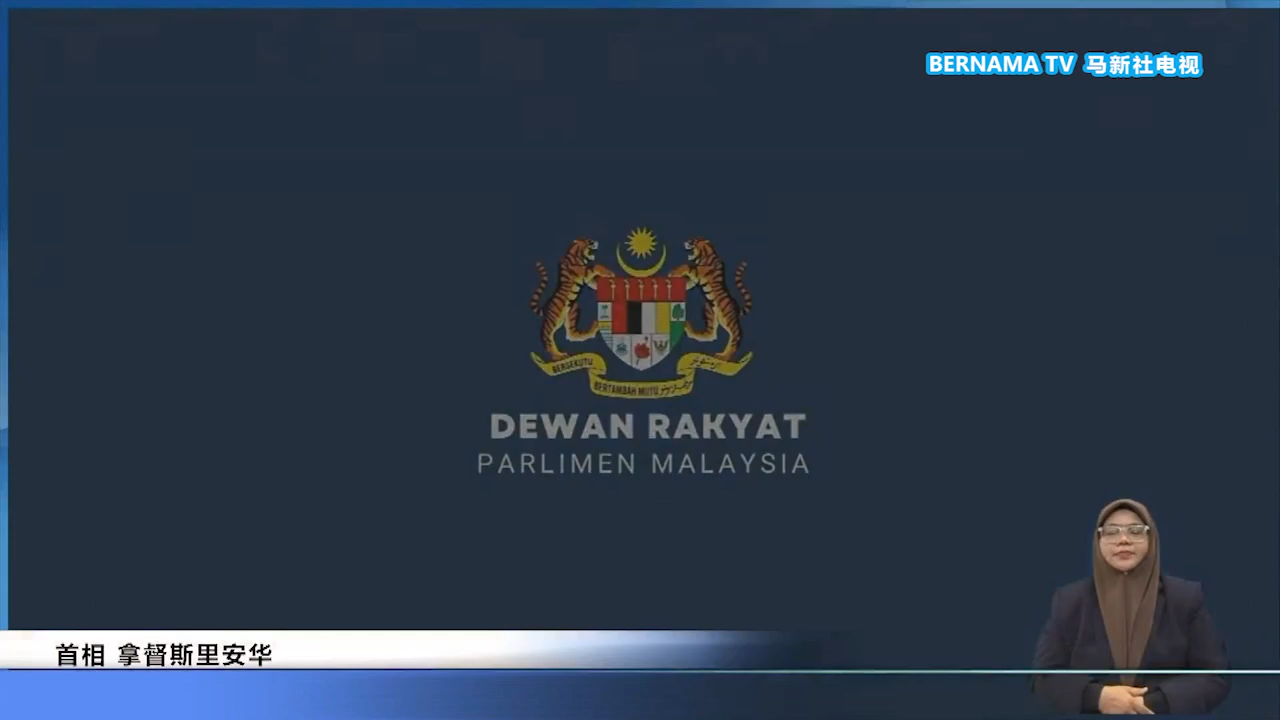 BERNAMA TV 马新社电视
BERSEKUTU
BERTAMBAH MUTU
DEWAN RAKYAT
PARLIMEN MALAYSIA
首相 拿督斯里安华